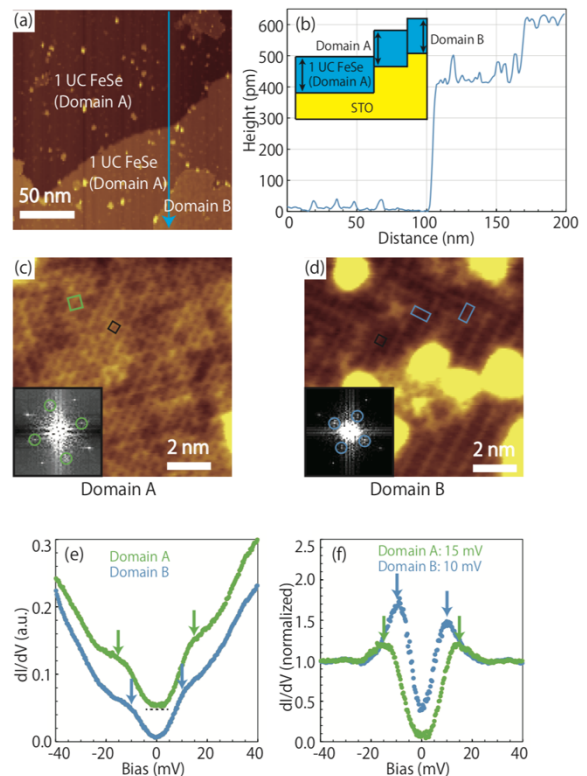 (a)
1 UC FeSe
(Domain A)
1 UC FeSe
(Domain A)
50 nm
Domain B
(b)
Height (pm)
600
500
400
300
200
100
0
Domain A
Domain B
1 UC FeSe
(Domain A)
STO
0 50 100 150 200
Distance (nm)
(c)
2 nm
Domain A
(d)
2 nm
Domain B
(e)
Domain A
Domain B
dI/dV (a.u.)
0.3
0.2
0.1
0.0
-40 -20 0 20 40
Bias (mV)
(f)
Domain A: 15 mV
Domain B: 10 mV
dI/dV (normalized)
2.5
2.0
1.5
1.0
0.5
0.0
-40 -20 0 20 40
Bias (mV)